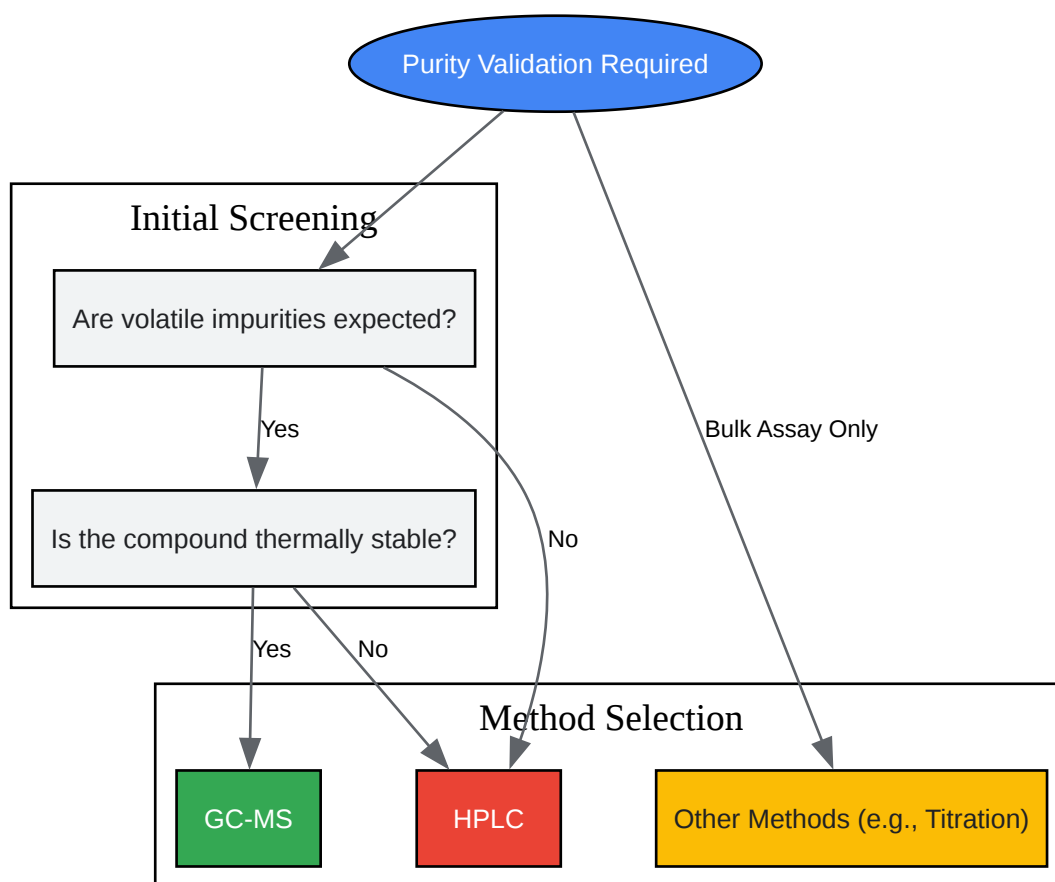 Purity Validation Required
Initial Screening
Are volatile impurities expected?
Yes
Bulk Assay Only
Is the compound thermally stable?
No
Yes
No
Method Selection
GC-MS
HPLC
Other Methods (e.g., Titration)